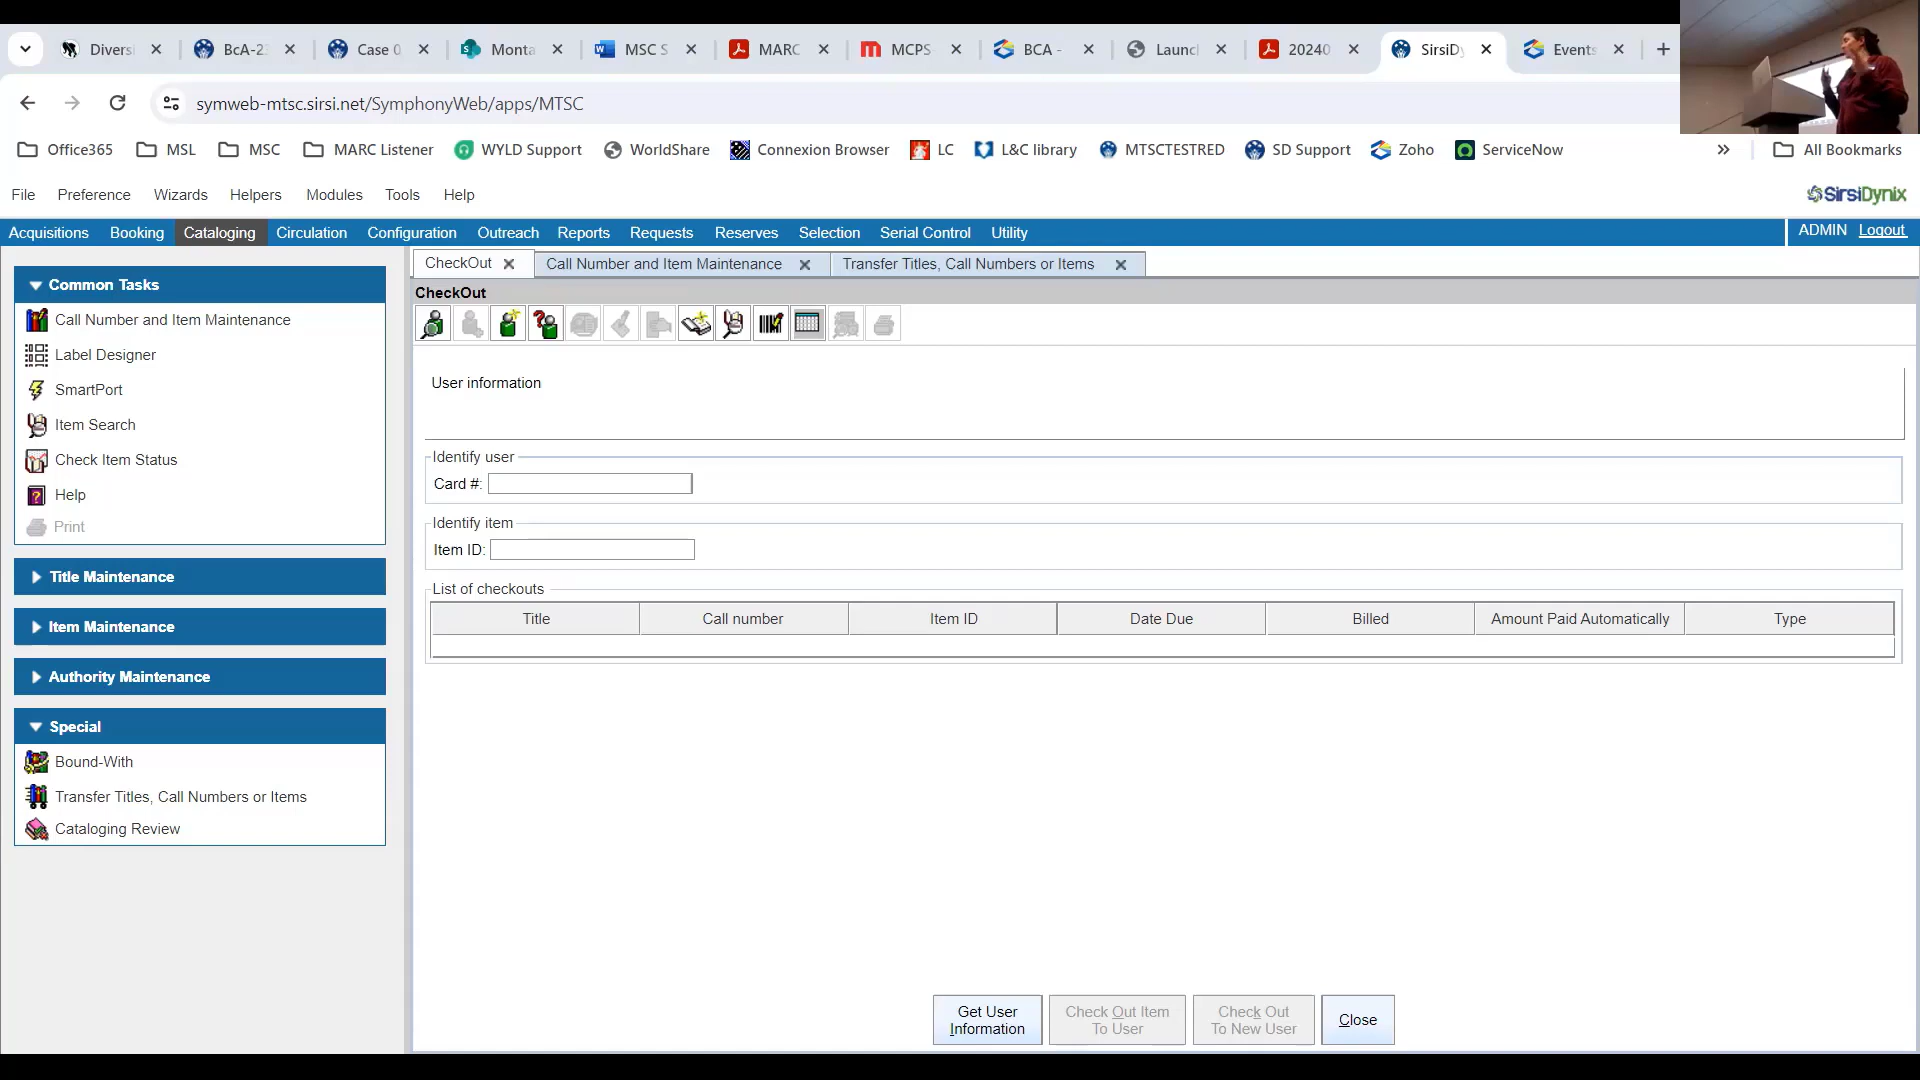 Diversi
BcA-23
Case 0
Monta
MSC S
MARC
MCPS
BCA -
Launc
20240
SirsiDy
Events
symweb-mtsc.sirsi.net/SymphonyWeb/apps/MTSC
Office365
MSL
MSC
MARC Listener
WYLD Support
WorldShare
Connexion Browser
LC
L&C library
MTSCTESTRED
SD Support
Zoho
ServiceNow
All Bookmarks
File Preference Wizards Helpers Modules Tools Help
SirsiDynix
Acquisitions Booking Cataloging Circulation Configuration Outreach Reports Requests Reserves Selection Serial Control Utility
ADMIN Logout
Common Tasks
Call Number and Item Maintenance
Label Designer
SmartPort
Item Search
Check Item Status
Help
Print
Title Maintenance
Item Maintenance
Authority Maintenance
Special
Bound-With
Transfer Titles, Call Numbers or Items
Cataloging Review
CheckOut
Call Number and Item Maintenance
Transfer Titles, Call Numbers or Items
CheckOut
User information
Identify user
Card #:
Identify item
Item ID:
List of checkouts
Title Call number Item ID Date Due Billed Amount Paid Automatically Type
Get User
Information
Check Out Item
To User
Check Out
To New User
Close